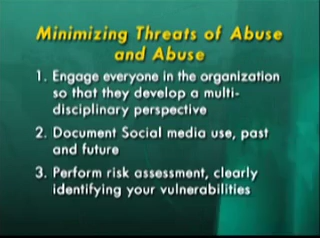 Minimizing Threats of Abuse
and Abuse
1. Engage everyone in the organization
so that they develop a multi-
disciplinary perspective
2. Document Social media use, past
and future
3. Perform risk assessment, clearly
identifying your vulnerabilities